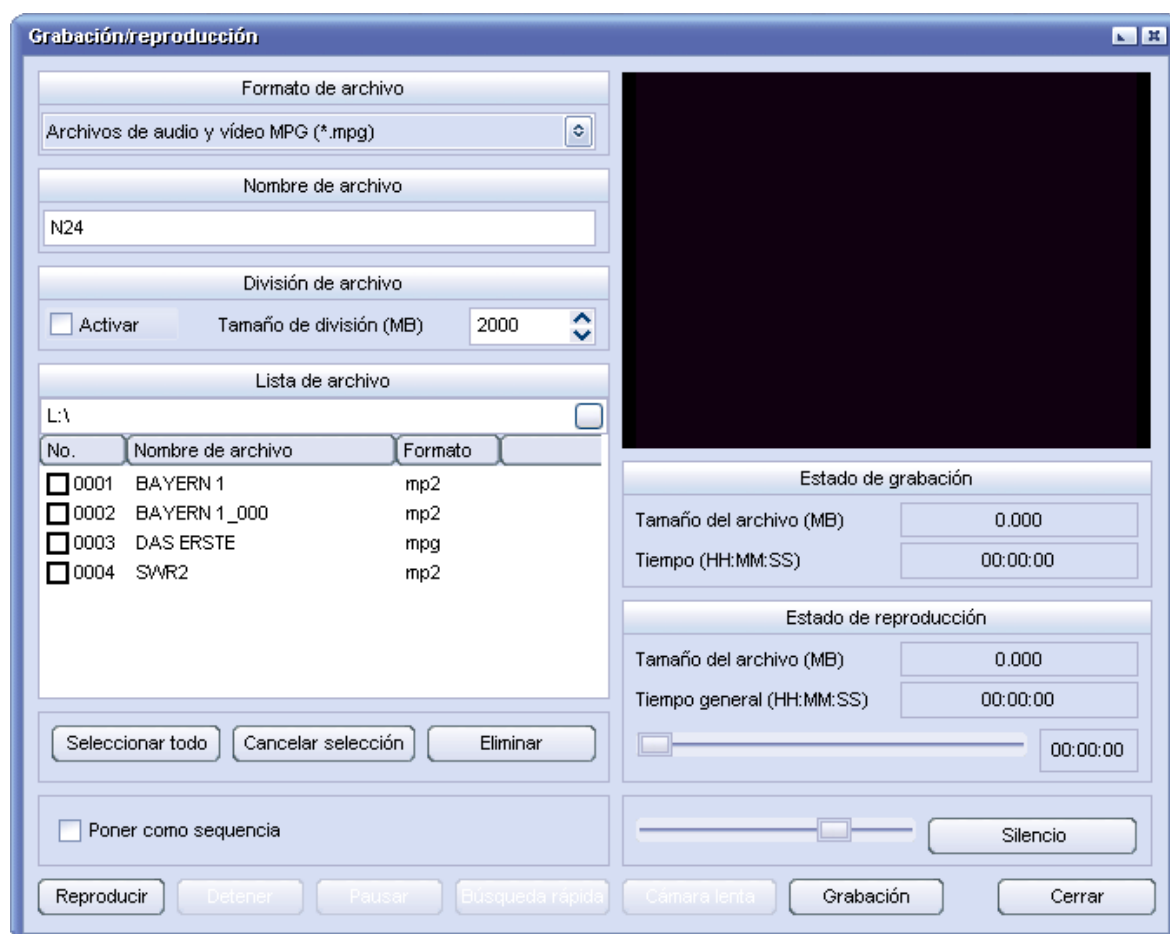 Grabación/reproducción
Formato de archivo
Archivos de audio y vídeo MPG (*.mpg)
Nombre de archivo
N24
División de archivo
Activar Tamaño de división (MB) 2000
Lista de archivo
L:\
No. Nombre de archivo Formato
0001 BAYERN 1 mp2
0002 BAYERN 1_000 mp2
0003 DAS ERSTE mpg
0004 SWR2 mp2
Seleccionar todo Cancelar selección Eliminar
Poner como sequencia
Estado de grabación
Tamaño del archivo (MB) 0.000
Tiempo (HH:MM:SS) 00:00:00
Estado de reproducción
Tamaño del archivo (MB) 0.000
Tiempo general (HH:MM:SS) 00:00:00
00:00:00
Silencio
Reproducir Detener Pausar Búsqueda rápida Cámara lenta Grabación Cerrar